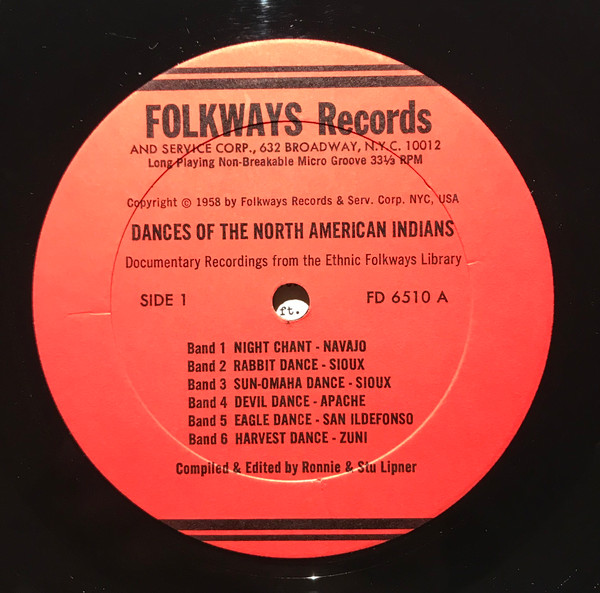 FOLKWAYS Records
AND SERVICE CORP., 632 BROADWAY, N.Y.C. 10012
Long Playing Non-Breakable Micro Groove 33⅓ RPM
Copyright © 1958 by Folkways Records & Serv. Corp. NYC, USA
DANCES OF THE NORTH AMERICAN INDIANS
Documentary Recordings from the Ethnic Folkways Library
SIDE 1 FD 6510 A
ft.
Band 1 NIGHT CHANT - NAVAJO
Band 2 RABBIT DANCE - SIOUX
Band 3 SUN-OMAHA DANCE - SIOUX
Band 4 DEVIL DANCE - APACHE
Band 5 EAGLE DANCE - SAN ILDEFONSO
Band 6 HARVEST DANCE - ZUNI
Compiled & Edited by Ronnie & Stu Lipner